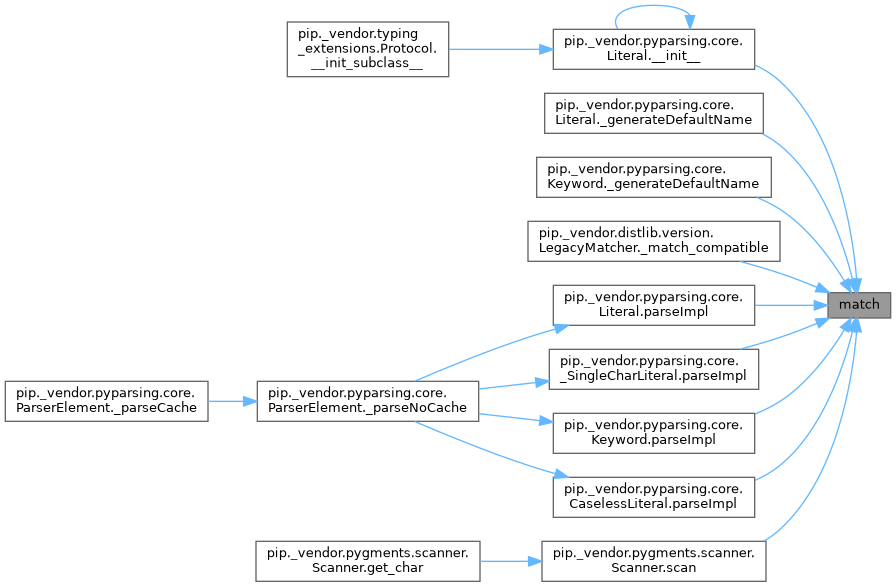 pip._vendor.typing
_extensions.Protocol.
__init_subclass__
pip._vendor.pyparsing.core.
Literal.__init__
pip._vendor.pyparsing.core.
Literal._generateDefaultName
pip._vendor.pyparsing.core.
Keyword._generateDefaultName
pip._vendor.distlib.version.
LegacyMatcher._match_compatible
match
pip._vendor.pyparsing.core.
Literal.parseImpl
pip._vendor.pyparsing.core.
_SingleCharLiteral.parseImpl
pip._vendor.pyparsing.core.
ParserElement._parseCache
pip._vendor.pyparsing.core.
ParserElement._parseNoCache
pip._vendor.pyparsing.core.
Keyword.parseImpl
pip._vendor.pyparsing.core.
CaselessLiteral.parseImpl
pip._vendor.pygments.scanner.
Scanner.get_char
pip._vendor.pygments.scanner.
Scanner.scan